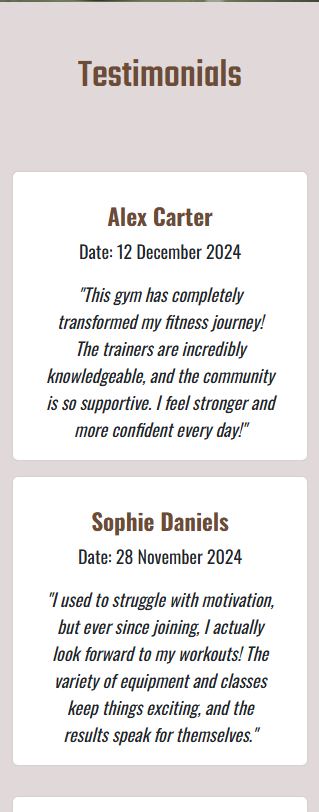 Testimonials
Alex Carter
Date: 12 December 2024
"This gym has completely
transformed my fitness journey!
The trainers are incredibly
knowledgeable, and the community
is so supportive. I feel stronger and
more confident every day!"
Sophie Daniels
Date: 28 November 2024
"I used to struggle with motivation,
but ever since joining, I actually
look forward to my workouts! The
variety of equipment and classes
keep things exciting, and the
results speak for themselves."